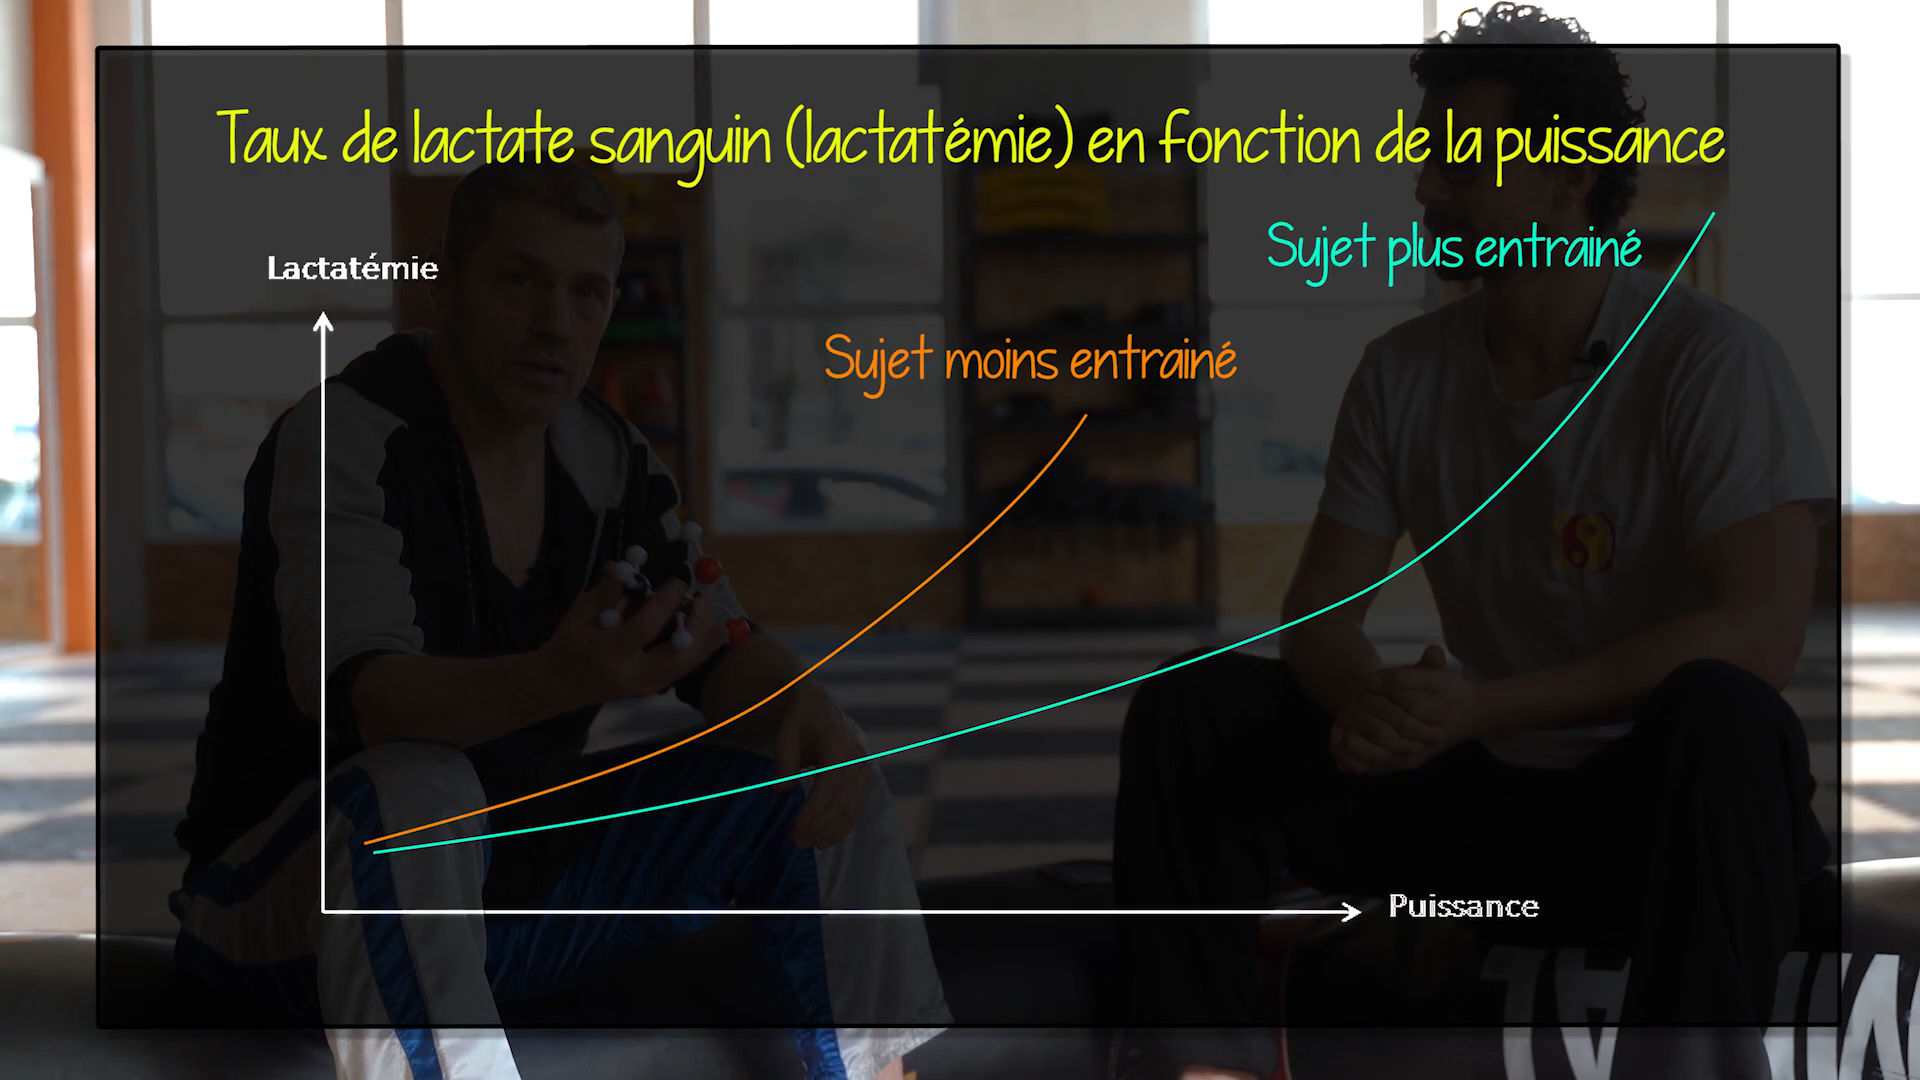 Taux de lactate sanguin (lactatémie) en fonction de la puissance
Sujet plus entrainé
Lactatémie
Sujet moins entrainé
Puissance